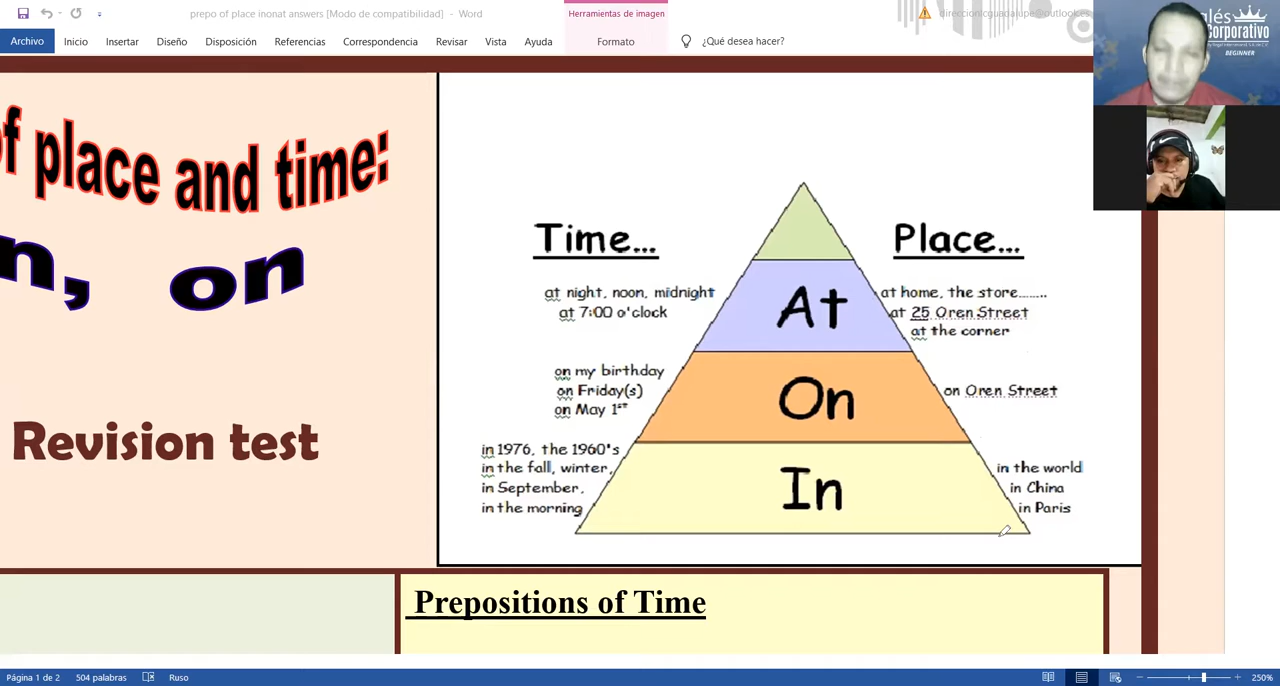 prepo of place inonat answers [Modo de compatibilidad] - Word
Herramientas de imagen
direccioncguadajupe@outlook.es
Archivo Inicio Insertar Diseño Disposición Referencias Correspondencia Revisar Vista Ayuda Formato ¿Qué desea hacer?
glés
Corporativo
BEGINNER
of place and time:
n, on
Revision test
Time...
Place...
at night, noon, midnight
at 7:00 o'clock
At
at home, the store........
at 25 Oren Street
at the corner
on my birthday
on Friday(s)
on May 1st
On
on Oren Street
in 1976, the 1960's
in the fall, winter,
in September,
in the morning
In
in the world
in China
in Paris
Prepositions of Time
Página 1 de 2 504 palabras Ruso 250%